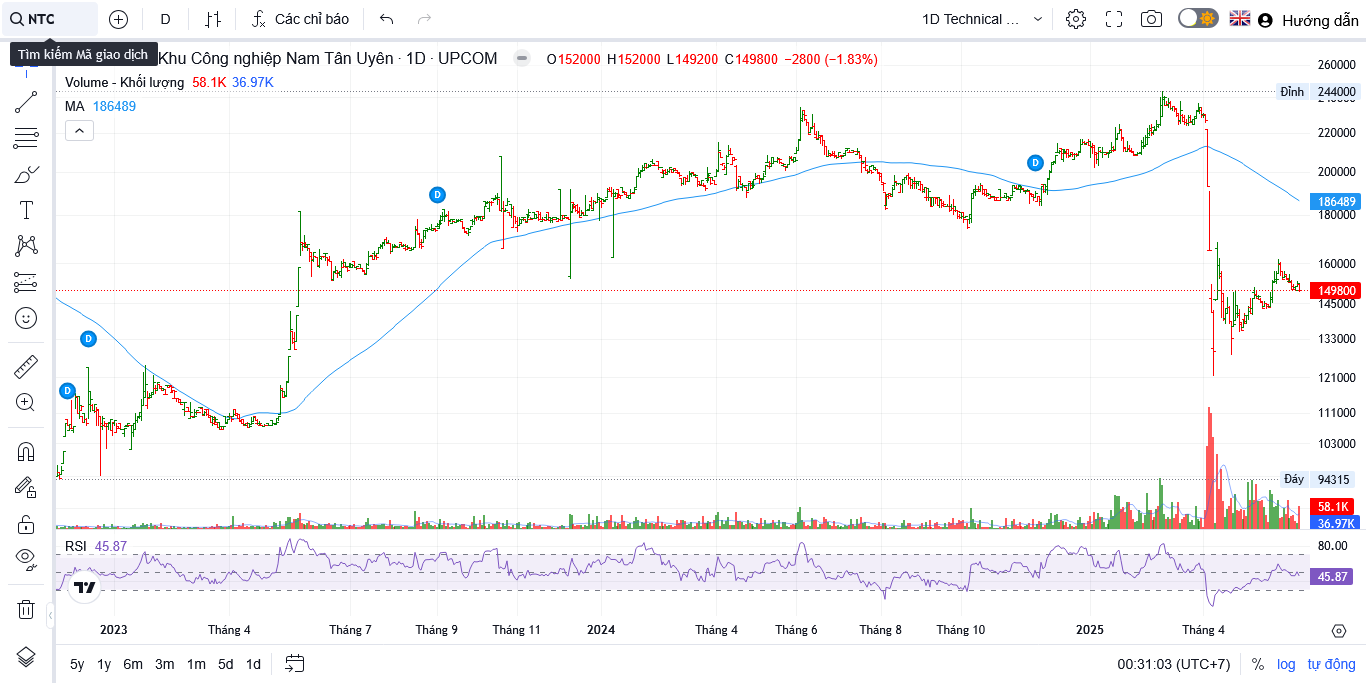 NTC
D
Các chỉ báo
1D Technical ...
Hướng dẫn
Tìm kiếm Mã giao dịch
Khu Công nghiệp Nam Tân Uyên · 1D · UPCOM
O152000 H152000 L149200 C149800 −2800 (−1.83%)
Volume - Khối lượng 58.1K 36.97K
MA 186489
260000
Đỉnh 244000
220000
200000
186489
180000
160000
149800
145000
133000
121000
111000
103000
Đáy 94315
58.1K
36.97K
D
D
D
D
RSI 45.87
80.00
45.87
2023 Tháng 4 Tháng 7 Tháng 9 Tháng 11 2024 Tháng 4 Tháng 6 Tháng 8 Tháng 10 2025 Tháng 4
5y 1y 6m 3m 1m 5d 1d
00:31:03 (UTC+7) % log tự động